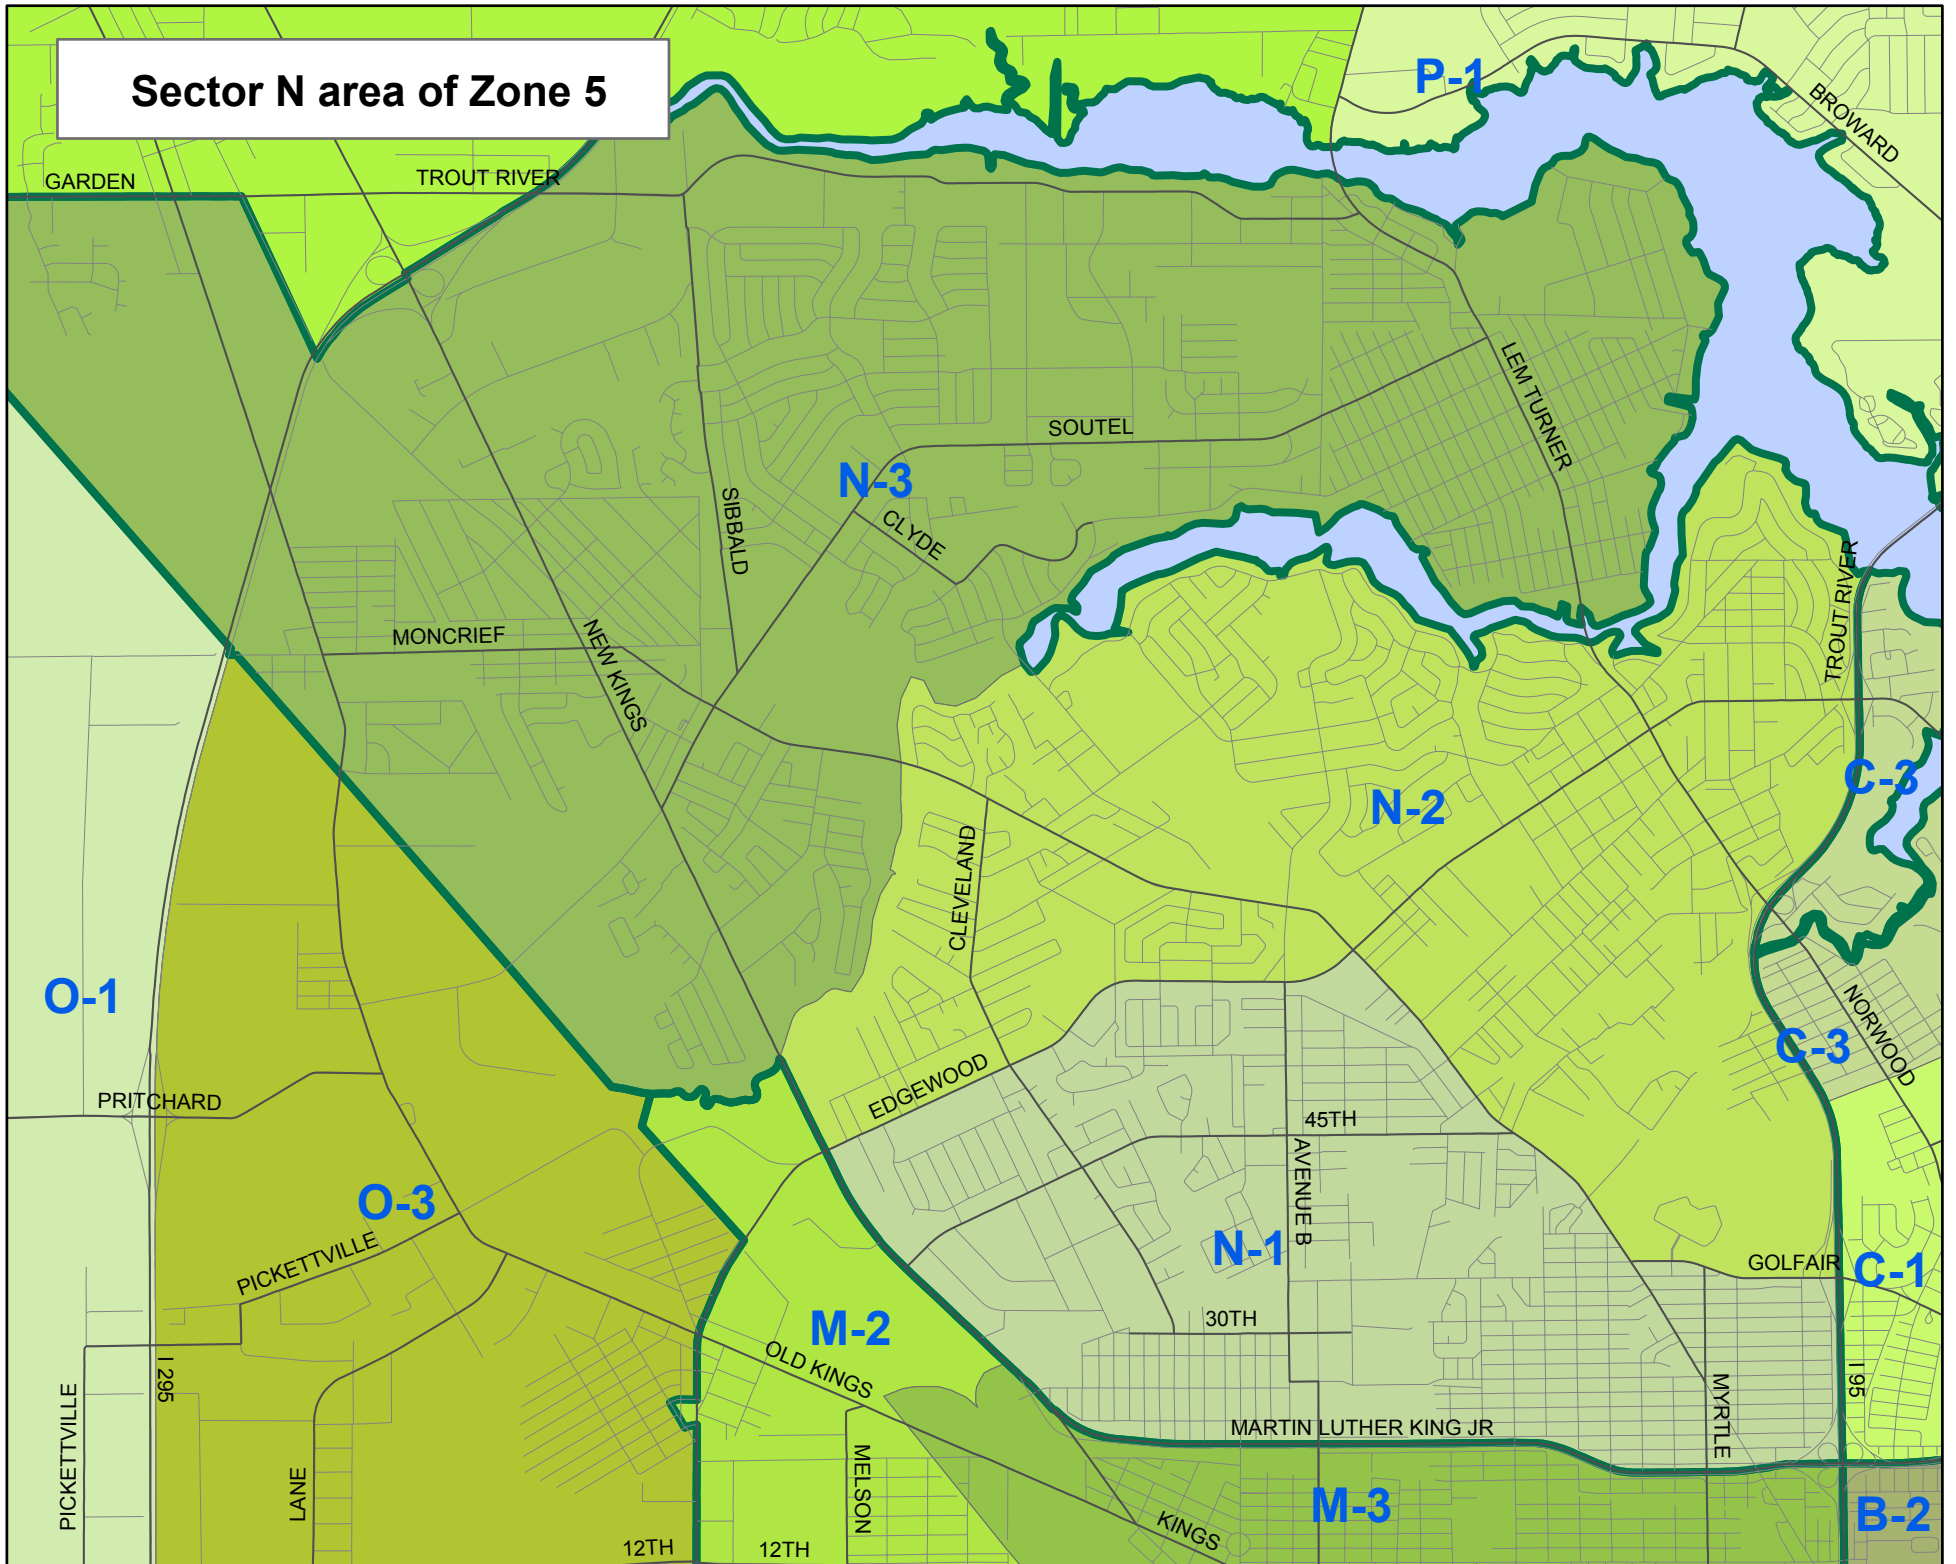 Sector N area of Zone 5
P-1
BROWARD
GARDEN
TROUT RIVER
LEM TURNER
SOUTEL
N-3
SIBBALD
CLYDE
TROUT RIVER
MONCRIEF
NEW KINGS
C-3
N-2
CLEVELAND
O-1
NORWOOD
C-3
EDGEWOOD
PRITCHARD
45TH
AVENUE B
O-3
N-1
PICKETTVILLE
GOLFAIR
C-1
M-2
30TH
OLD KINGS
I 295
I 95
PICKETTVILLE
MYRTLE
MARTIN LUTHER KING JR
LANE
MELSON
M-3
KINGS
B-2
12TH
12TH